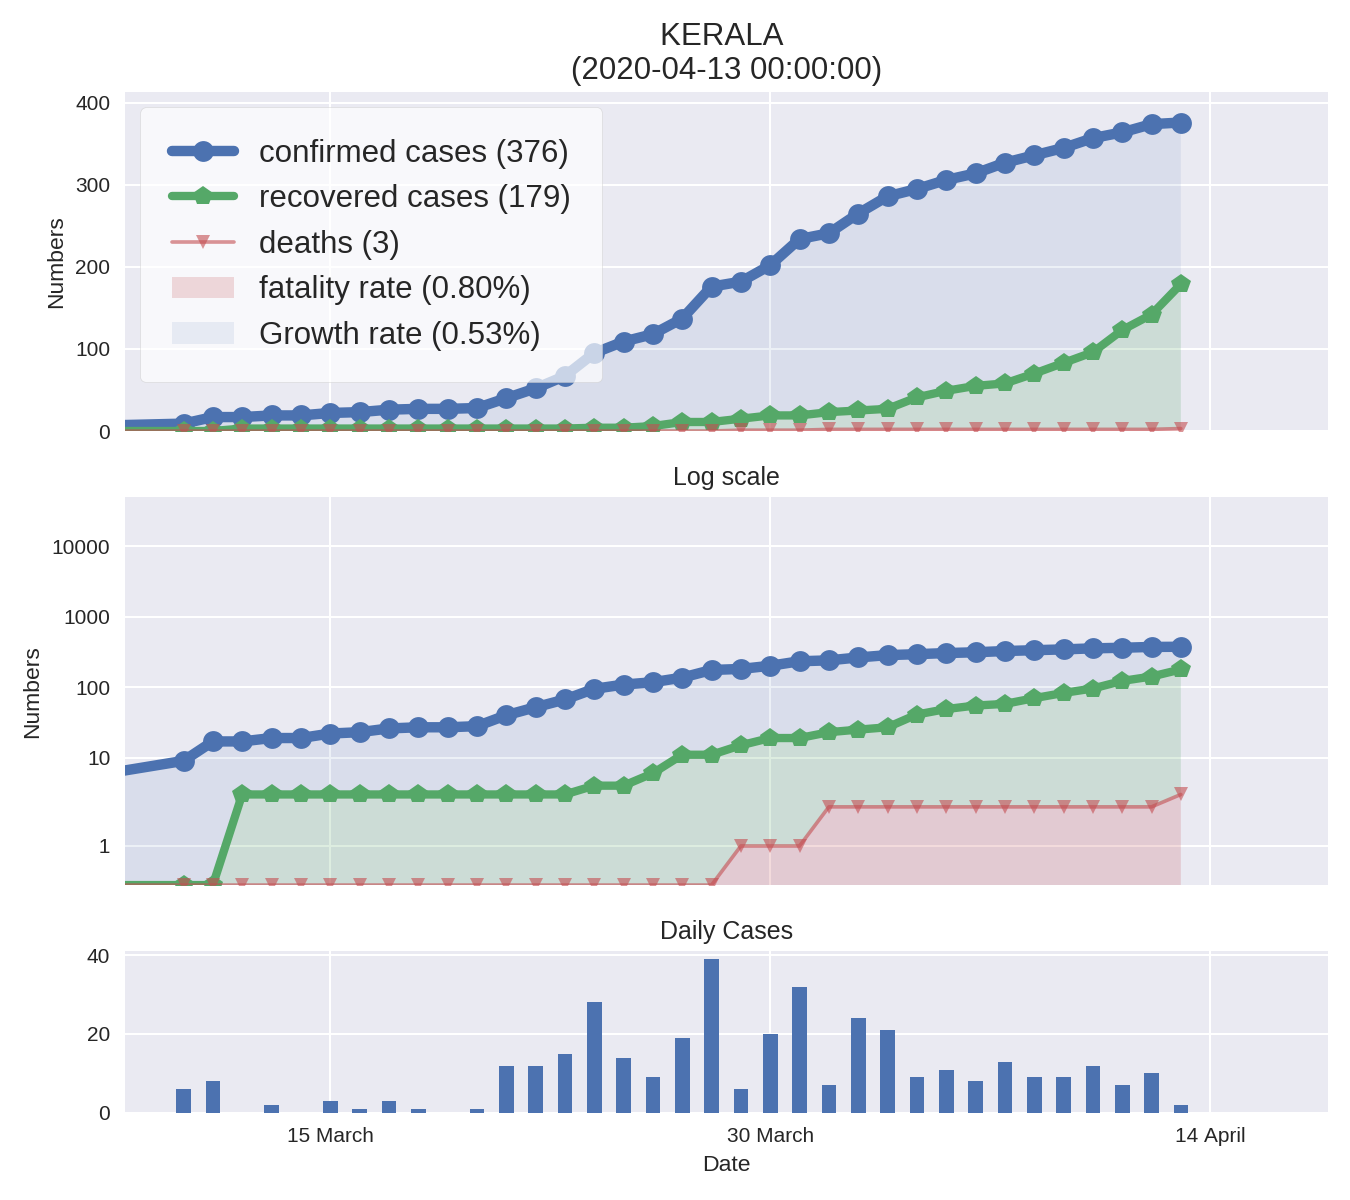 KERALA
(2020-04-13 00:00:00)
400
300
200
100
0
Numbers
confirmed cases (376)
recovered cases (179)
deaths (3)
fatality rate (0.80%)
Growth rate (0.53%)
Log scale
10000
1000
100
10
1
Numbers
Daily Cases
40
20
0
15 March
30 March
14 April
Date